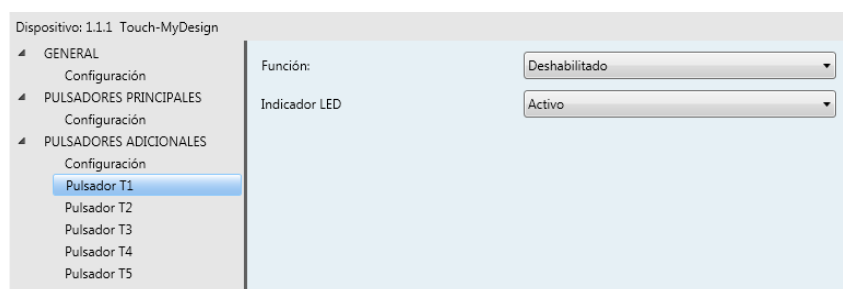 Dispositivo: 1.1.1 Touch-MyDesign
GENERAL
Configuración
PULSADORES PRINCIPALES
Configuración
PULSADORES ADICIONALES
Configuración
Pulsador T1
Pulsador T2
Pulsador T3
Pulsador T4
Pulsador T5
Función: Deshabilitado
Indicador LED Activo